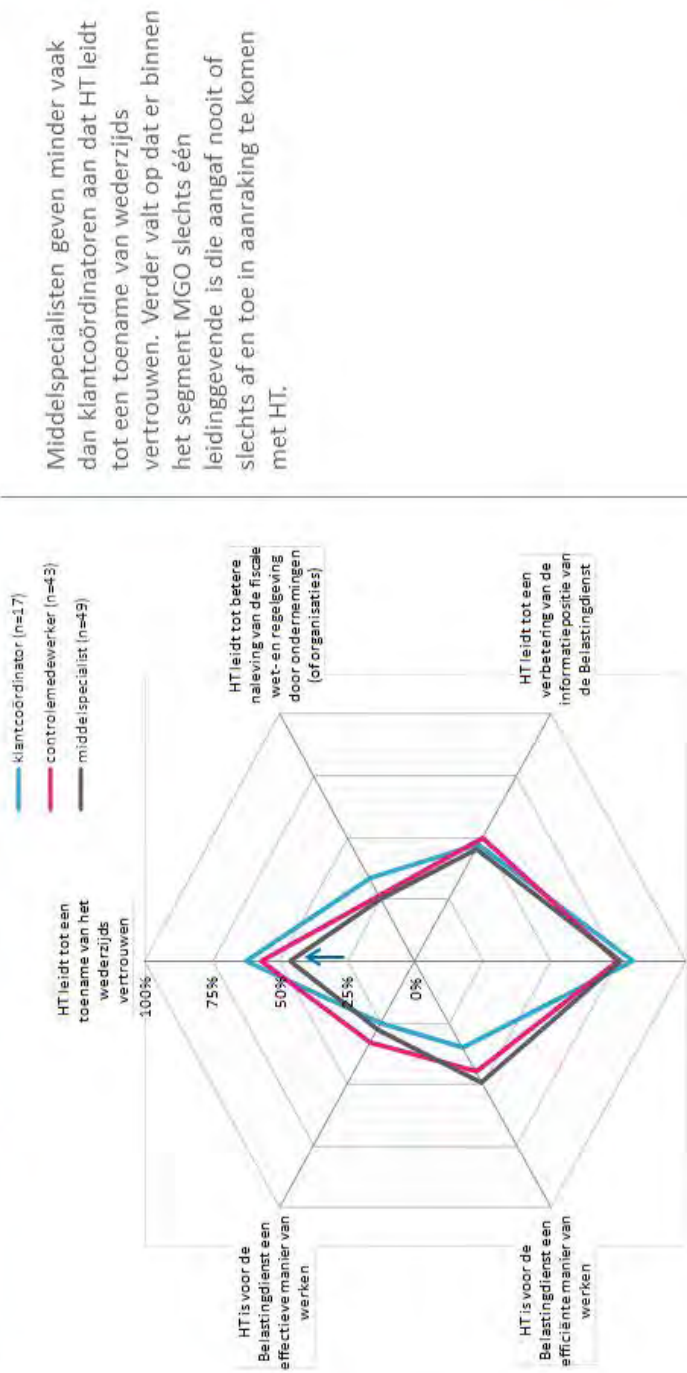 klantcoördinator (n=17)
controlemedewerker (n=43)
middelspecialist (n=49)
HT leidt tot een
toename van het
wederzijds
vertrouwen
100%
75%
50%
25%
0%
HT leidt tot betere
naleving van de fiscale
wet- en regelgeving
door ondernemingen
(of organisaties)
HT leidt tot een
verbetering van de
informatiepositie van
de Belastingdienst
HT is voor de
Belastingdienst een
efficiënte manier van
werken
HT is voor de
Belastingdienst een
effectieve manier van
werken
Middelspecialisten geven minder vaak
dan klantcoördinatoren aan dat HT leidt
tot een toename van wederzijds
vertrouwen. Verder valt op dat er binnen
het segment MGO slechts één
leidinggevende is die aangaf nooit of
slechts af en toe in aanraking te komen
met HT.